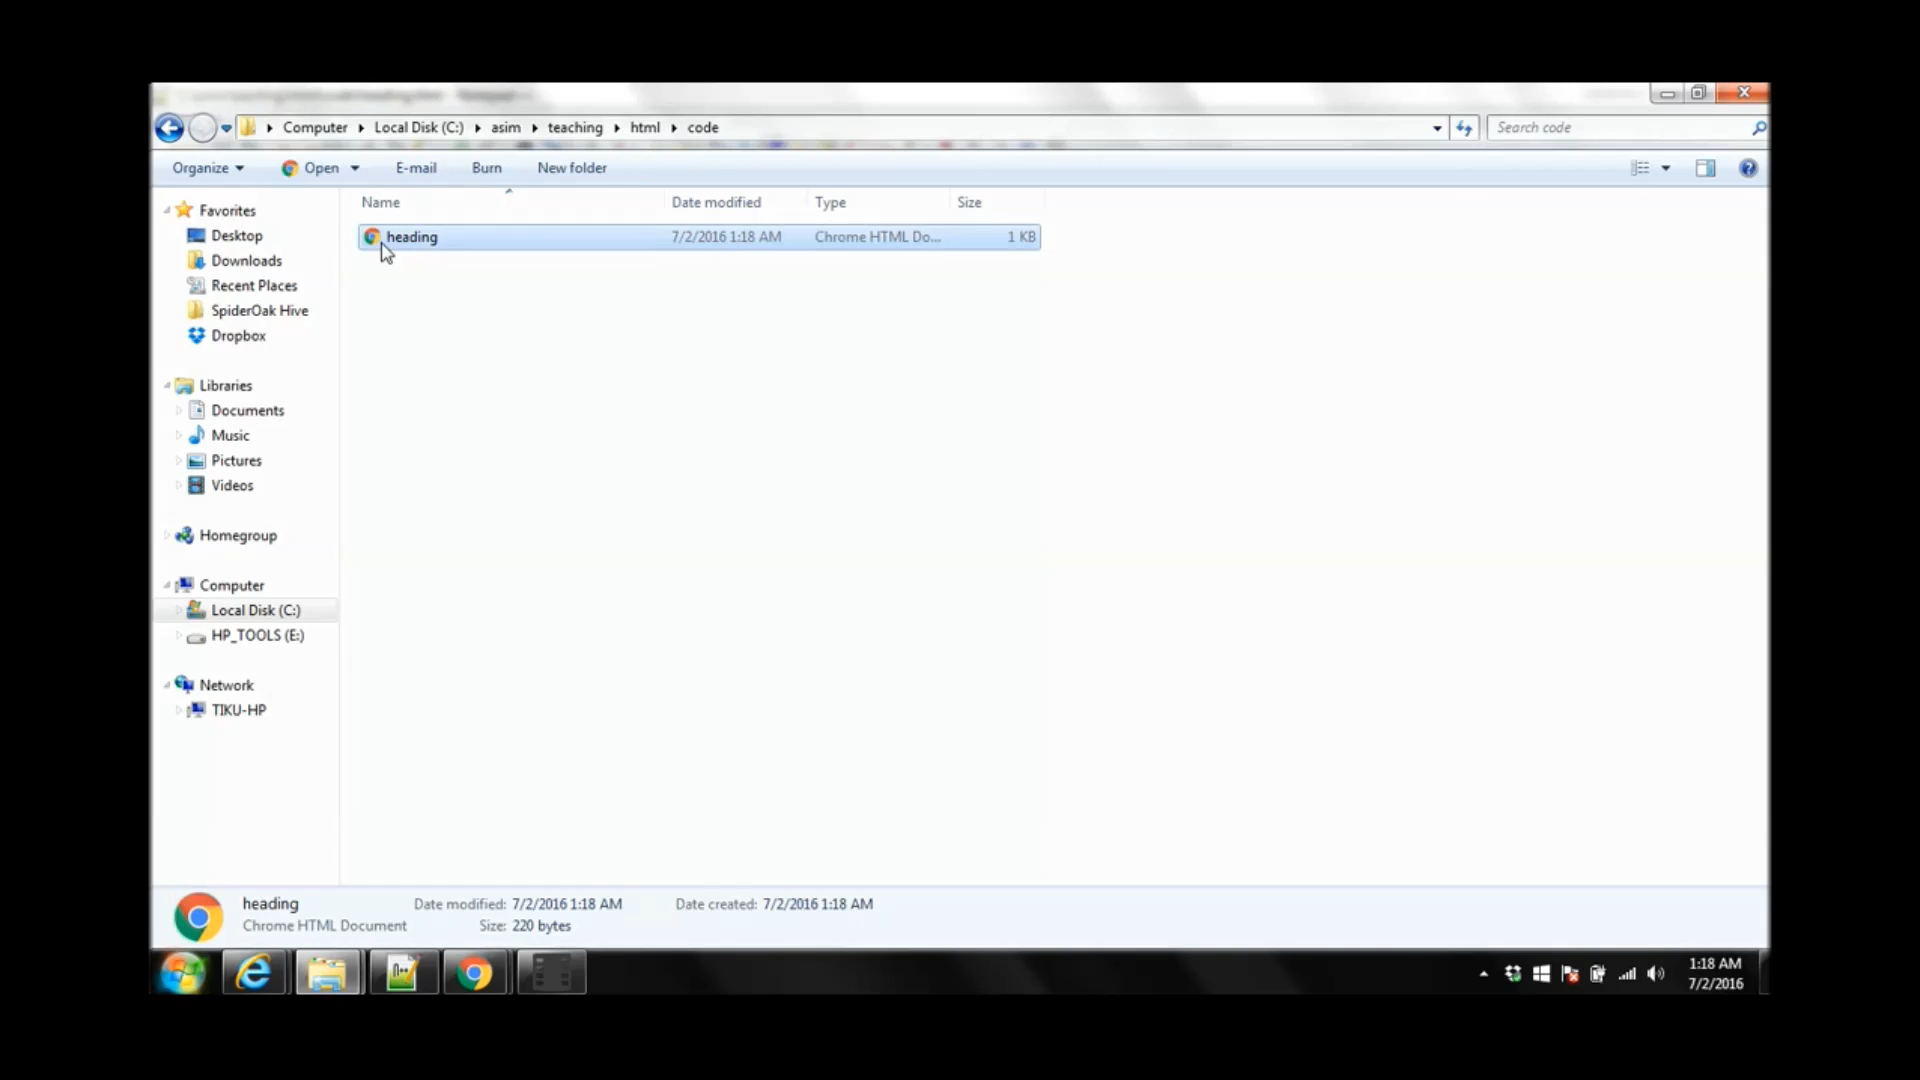 Computer Local Disk (C:) asim teaching html code Search code
Organize Open E-mail Burn New folder
Name Date modified Type Size
heading 7/2/2016 1:18 AM Chrome HTML Do... 1 KB
Favorites
Desktop
Downloads
Recent Places
SpiderOak Hive
Dropbox
Libraries
Documents
Music
Pictures
Videos
Homegroup
Computer
Local Disk (C:)
HP_TOOLS (E:)
Network
TIKU-HP
heading Date modified: 7/2/2016 1:18 AM Date created: 7/2/2016 1:18 AM
Chrome HTML Document Size: 220 bytes
1:18 AM
7/2/2016